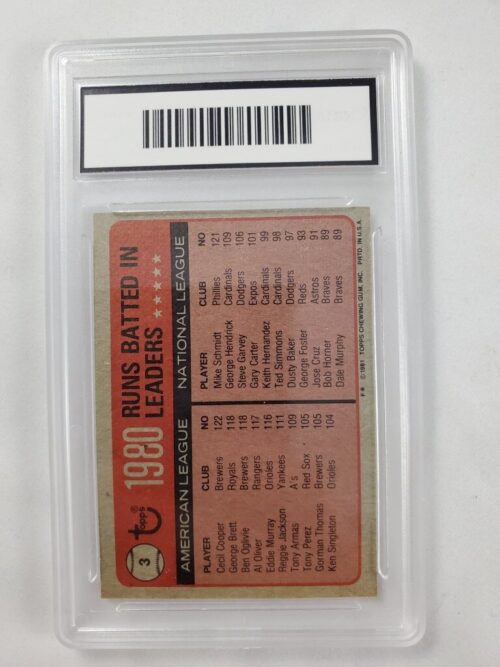 3
topps
1980
RUNS BATTED IN
LEADERS
AMERICAN LEAGUE
PLAYER CLUB NO
Cecil Cooper Brewers 122
George Brett Royals 118
Ben Oglivie Brewers 118
Al Oliver Rangers 117
Eddie Murray Orioles 116
Reggie Jackson Yankees 111
Tony Armas A's 109
Tony Perez Red Sox 105
Gorman Thomas Brewers 105
Ken Singleton Orioles 104
NATIONAL LEAGUE
PLAYER CLUB NO
Mike Schmidt Phillies 121
George Hendrick Cardinals 109
Steve Garvey Dodgers 106
Gary Carter Expos 101
Keith Hernandez Cardinals 99
Ted Simmons Cardinals 98
Dusty Baker Dodgers 97
George Foster Reds 93
Jose Cruz Astros 91
Bob Horner Braves 89
Dale Murphy Braves 89
© 1981 TOPPS CHEWING GUM, INC. PRTD. IN U.S.A.